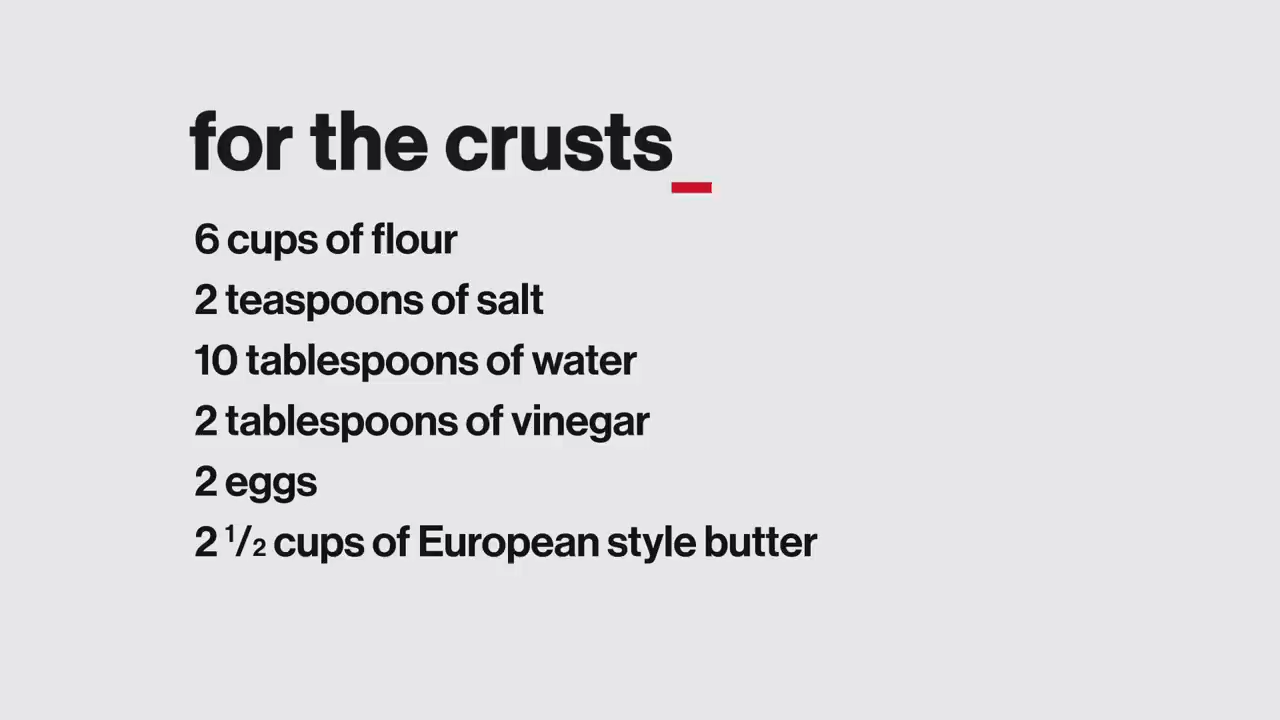 for the crusts_
6 cups of flour
2 teaspoons of salt
10 tablespoons of water
2 tablespoons of vinegar
2 eggs
2 1/2 cups of European style butter